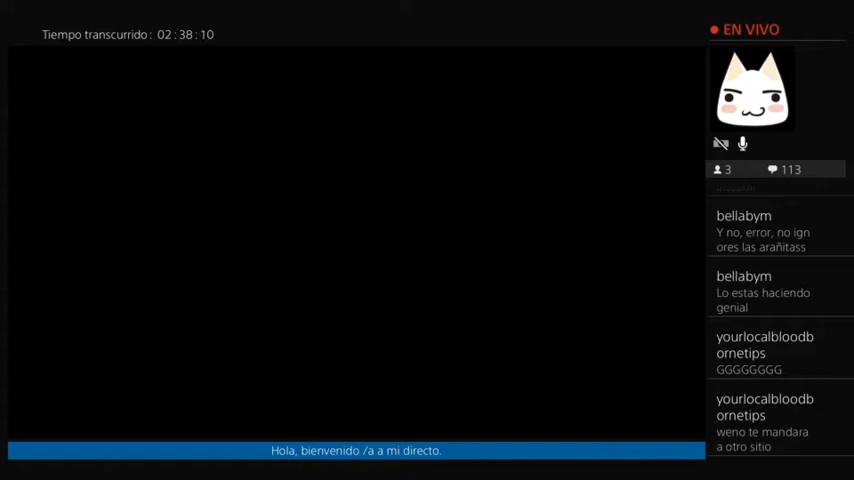 Tiempo transcurrido: 02:38:10
EN VIVO
3 113
bellabym
Y no, error, no ign
ores las arañitass
bellabym
Lo estas haciendo
genial
yourlocalbloodb
ornetips
GGGGGGGG
yourlocalbloodb
ornetips
weno te mandara
a otro sitio
Hola, bienvenido /a a mi directo.